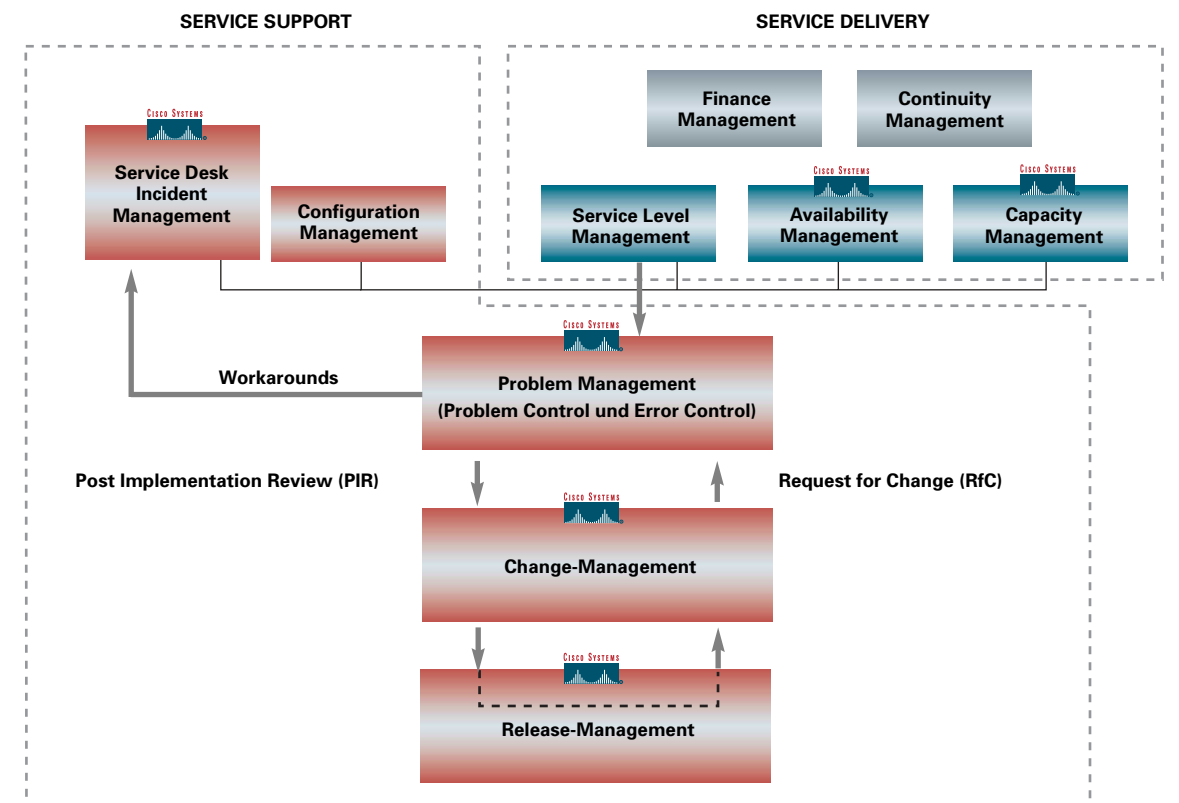 SERVICE SUPPORT
SERVICE DELIVERY
Finance
Management
Continuity
Management
CISCO SYSTEMS
Service Desk
Incident
Management
Configuration
Management
Service Level
Management
CISCO SYSTEMS
Availability
Management
CISCO SYSTEMS
Capacity
Management
CISCO SYSTEMS
Problem Management
(Problem Control und Error Control)
Workarounds
Post Implementation Review (PIR)
Request for Change (RfC)
CISCO SYSTEMS
Change-Management
CISCO SYSTEMS
Release-Management